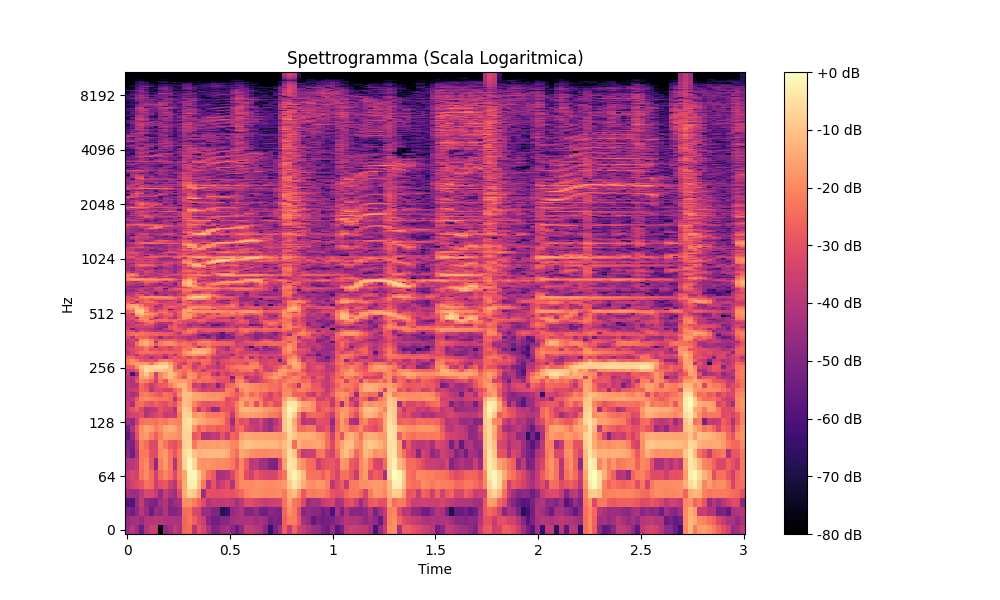 Spettrogramma (Scala Logaritmica)
Hz
8192
4096
2048
1024
512
256
128
64
0
0
0.5
1
1.5
2
2.5
3
Time
+0 dB
-10 dB
-20 dB
-30 dB
-40 dB
-50 dB
-60 dB
-70 dB
-80 dB